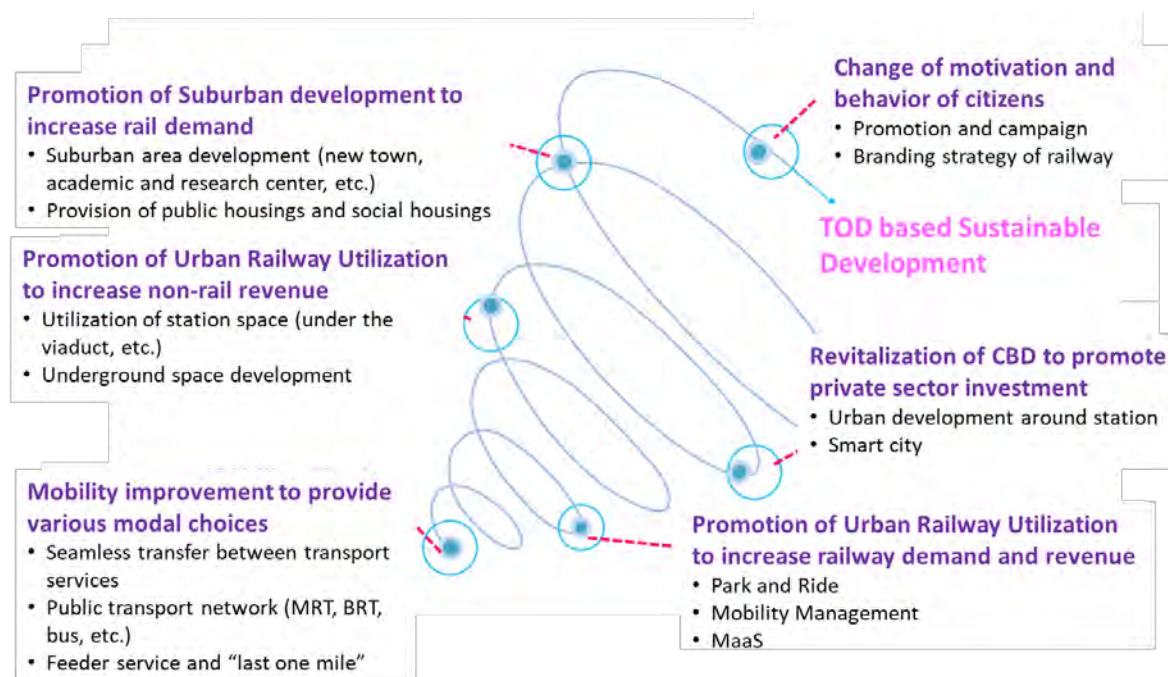 Promotion of Suburban development to
increase rail demand
• Suburban area development (new town,
academic and research center, etc.)
• Provision of public housings and social housings
Promotion of Urban Railway Utilization
to increase non-rail revenue
• Utilization of station space (under the
viaduct, etc.)
• Underground space development
Mobility improvement to provide
various modal choices
• Seamless transfer between transport
services
• Public transport network (MRT, BRT,
bus, etc.)
• Feeder service and “last one mile”
Change of motivation and
behavior of citizens
• Promotion and campaign
• Branding strategy of railway
TOD based Sustainable
Development
Revitalization of CBD to promote
private sector investment
• Urban development around station
• Smart city
Promotion of Urban Railway Utilization
to increase railway demand and revenue
• Park and Ride
• Mobility Management
• MaaS